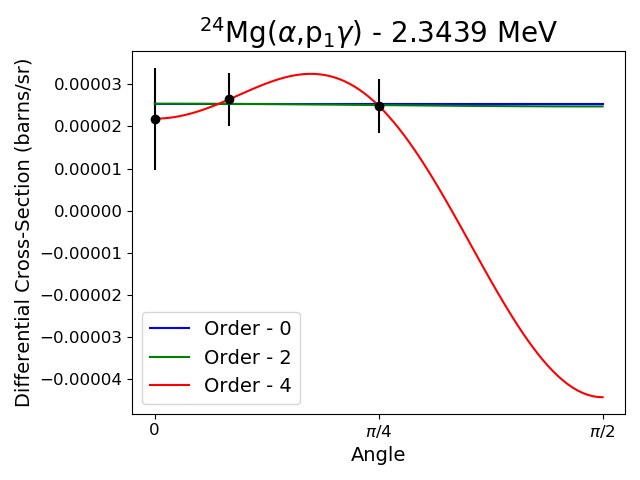 ²⁴Mg(α,p₁γ) - 2.3439 MeV
Differential Cross-Section (barns/sr)
0.00003
0.00002
0.00001
0.00000
−0.00001
−0.00002
−0.00003
−0.00004
Order - 0
Order - 2
Order - 4
0
π/4
π/2
Angle